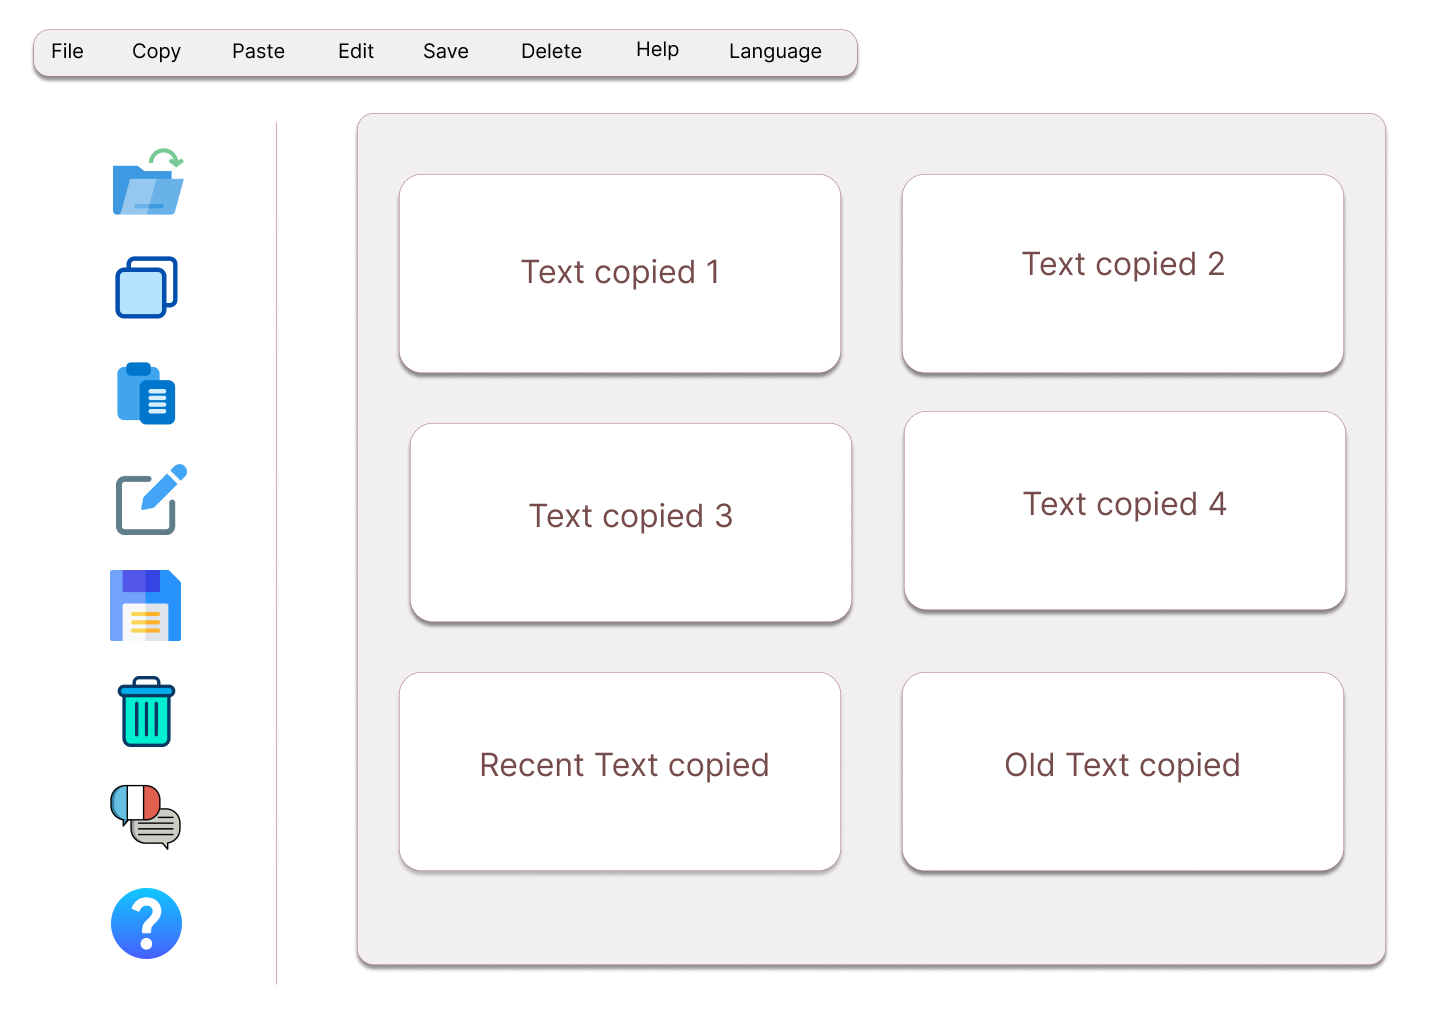 File Copy Paste Edit Save Delete Help Language
Text copied 1
Text copied 2
Text copied 3
Text copied 4
Recent Text copied
Old Text copied
?